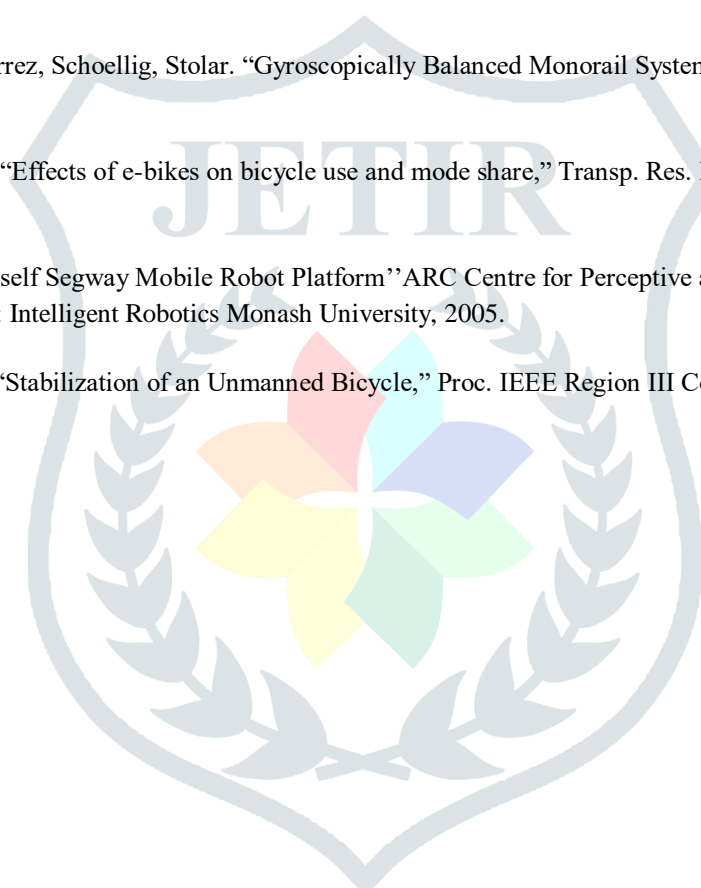 rrez, Schoellig, Stolar. “Gyroscopically Balanced Monorail System
JETIR
“Effects of e-bikes on bicycle use and mode share,” Transp. Res.
self Segway Mobile Robot Platform’’ARC Centre for Perceptive
Intelligent Robotics Monash University, 2005.
“Stabilization of an Unmanned Bicycle,” Proc. IEEE Region III